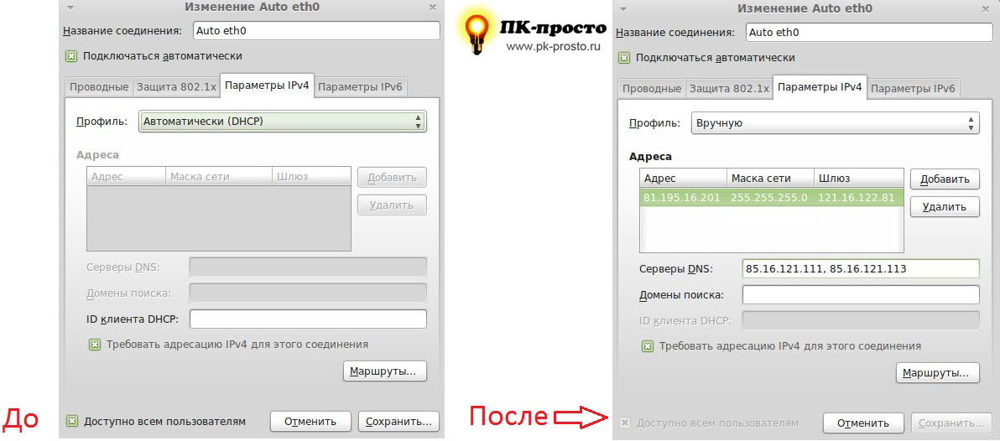 Изменение Auto eth0
Название соединения: Auto eth0
Подключаться автоматически
Проводные Защита 802.1x Параметры IPv4 Параметры IPv6
Профиль: Автоматически (DHCP)
Адреса
Адрес Маска сети Шлюз
Добавить
Удалить
Серверы DNS:
Домены поиска:
ID клиента DHCP:
Требовать адресацию IPv4 для этого соединения
Маршруты...
До
Доступно всем пользователям Отменить Сохранить...
ПК-просто
www.pk-prosto.ru
Изменение Auto eth0
Название соединения: Auto eth0
Подключаться автоматически
Проводные Защита 802.1x Параметры IPv4 Параметры IPv6
Профиль: Вручную
Адреса
Адрес Маска сети Шлюз
81.195.16.201 255.255.255.0 121.16.122.81
Добавить
Удалить
Серверы DNS: 85.16.121.111, 85.16.121.113
Домены поиска:
ID клиента DHCP:
Требовать адресацию IPv4 для этого соединения
Маршруты...
После
Доступно всем пользователям Отменить Сохранить...